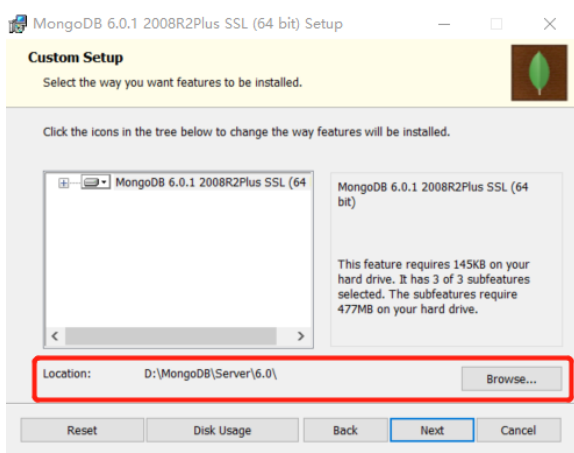 MongoDB 6.0.1 2008R2Plus SSL (64 bit) Setup
Custom Setup
Select the way you want features to be installed.
Click the icons in the tree below to change the way features will be installed.
MongoDB 6.0.1 2008R2Plus SSL (64
MongoDB 6.0.1 2008R2Plus SSL (64
bit)
This feature requires 145KB on your
hard drive. It has 3 of 3 subfeatures
selected. The subfeatures require
477MB on your hard drive.
Location: D:\MongoDB\Server\6.0\ Browse...
Reset Disk Usage Back Next Cancel